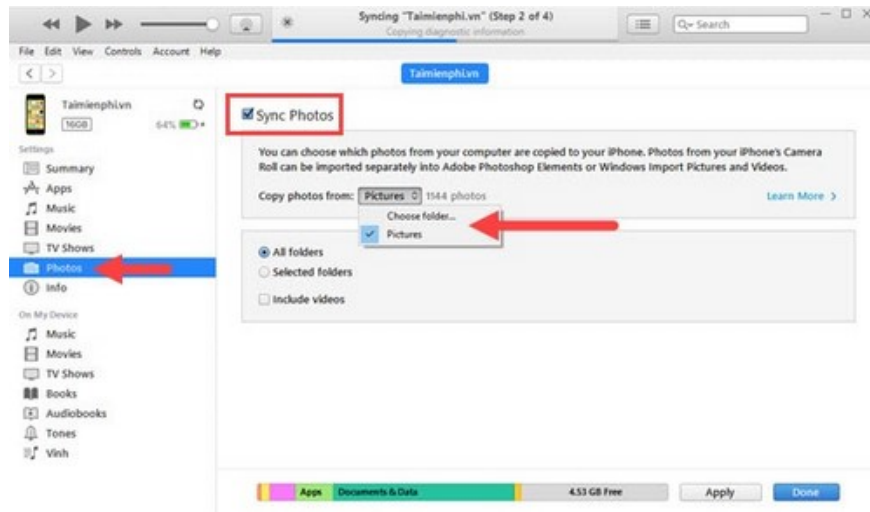 Syncing "Taimienphi.vn" (Step 2 of 4)
Copying diagnostic information
Search
File Edit View Controls Account Help
Taimienphi.vn
Taimienphi.vn
16GB 64%
Settings
Summary
Apps
Music
Movies
TV Shows
Photos
Info
On My Device
Music
Movies
TV Shows
Books
Audiobooks
Tones
Vinh
Sync Photos
You can choose which photos from your computer are copied to your iPhone. Photos from your iPhone's Camera
Roll can be imported separately into Adobe Photoshop Elements or Windows Import Pictures and Videos.
Copy photos from: Pictures 1544 photos Learn More
Choose folder...
Pictures
All folders
Selected folders
Include videos
Apps Documents & Data 4.53 GB Free Apply Done